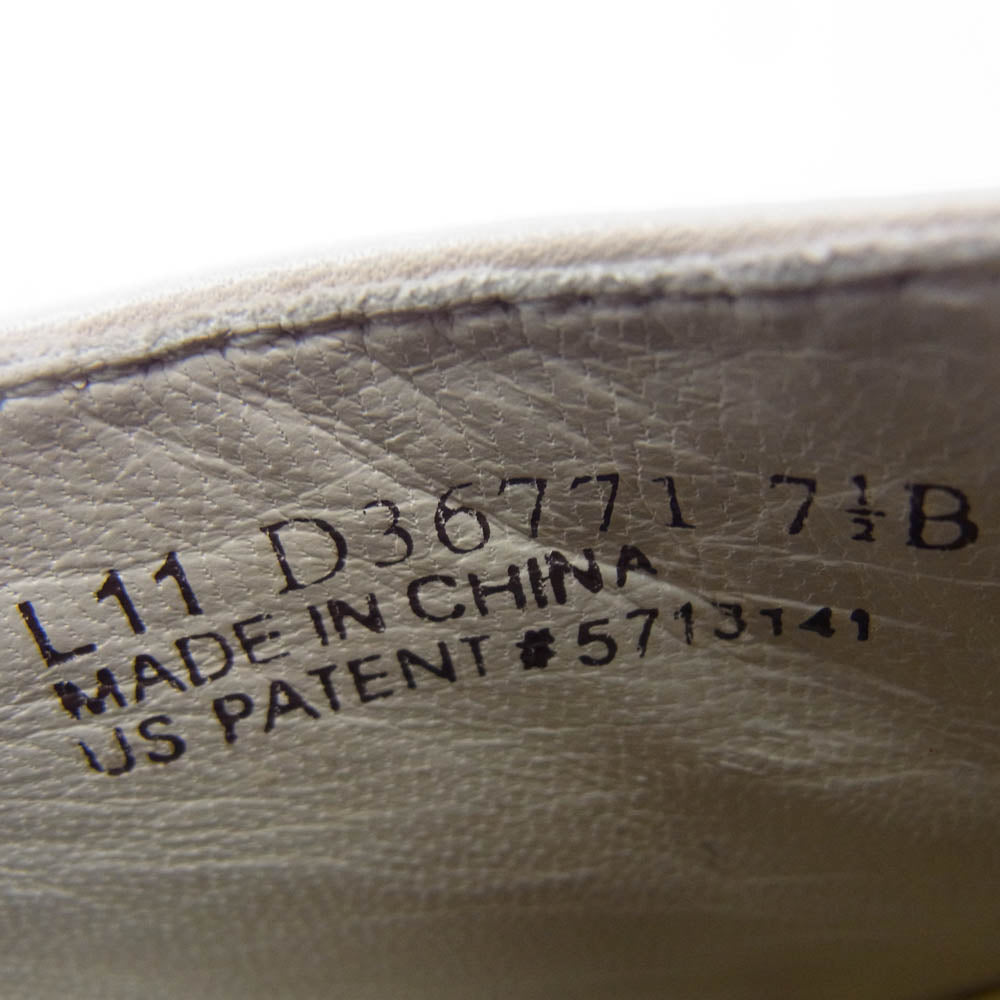 L11 D36771 7½B
MADE IN CHINA
US PATENT #5713141